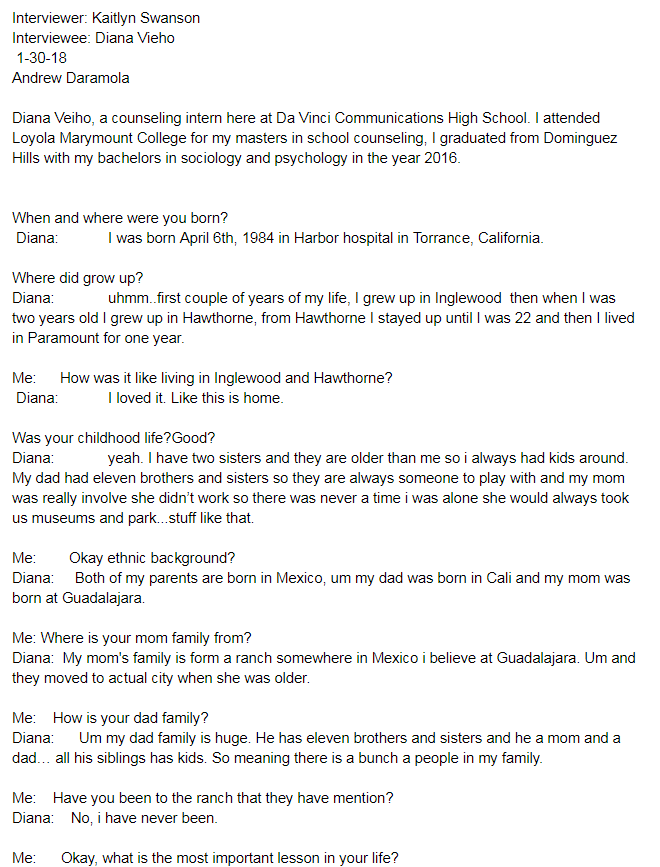 Interviewer: Kaitlyn Swanson
Interviewee: Diana Vieho
1-30-18
Andrew Daramola
Diana Veiho, a counseling intern here at Da Vinci Communications High School. I attended
Loyola Marymount College for my masters in school counseling, I graduated from Dominguez
Hills with my bachelors in sociology and psychology in the year 2016.
When and where were you born?
Diana: I was born April 6th, 1984 in Harbor hospital in Torrance, California.
Where did grow up?
Diana: uhmm..first couple of years of my life, I grew up in Inglewood then when I was
two years old I grew up in Hawthorne, from Hawthorne I stayed up until I was 22 and then I lived
in Paramount for one year.
Me: How was it like living in Inglewood and Hawthorne?
Diana: I loved it. Like this is home.
Was your childhood life?Good?
Diana: yeah. I have two sisters and they are older than me so i always had kids around.
My dad had eleven brothers and sisters so they are always someone to play with and my mom
was really involve she didn't work so there was never a time i was alone she would always took
us museums and park...stuff like that.
Me: Okay ethnic background?
Diana: Both of my parents are born in Mexico, um my dad was born in Cali and my mom was
born at Guadalajara.
Me: Where is your mom family from?
Diana: My mom's family is form a ranch somewhere in Mexico i believe at Guadalajara. Um and
they moved to actual city when she was older.
Me: How is your dad family?
Diana: Um my dad family is huge. He has eleven brothers and sisters and he a mom and a
dad… all his siblings has kids. So meaning there is a bunch a people in my family.
Me: Have you been to the ranch that they have mention?
Diana: No, i have never been.
Me: Okay, what is the most important lesson in your life?